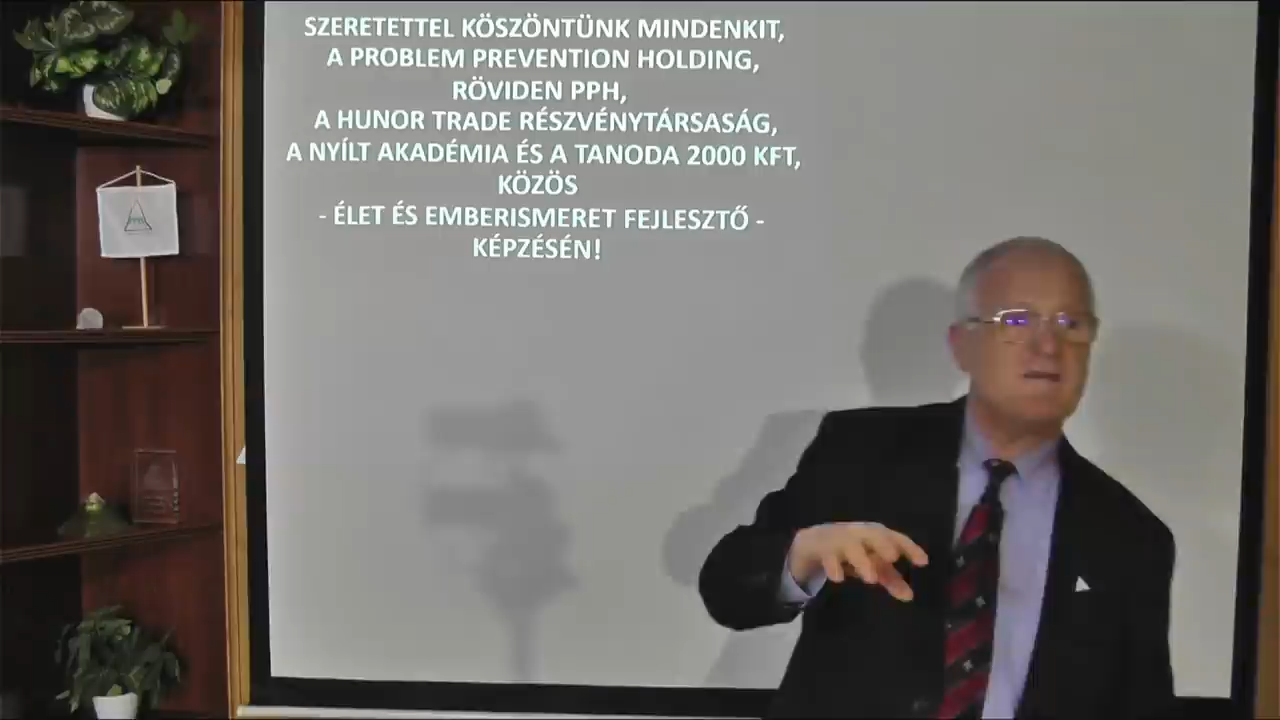 SZERETETTEL KÖSZÖNTÜNK MINDENKIT,
A PROBLEM PREVENTION HOLDING,
RÖVIDEN PPH,
A HUNOR TRADE RÉSZVÉNYTÁRSASÁG,
A NYÍLT AKADÉMIA ÉS A TANODA 2000 KFT,
KÖZÖS
- ÉLET ÉS EMBERISMERET FEJLESZTŐ -
KÉPZÉSÉN!